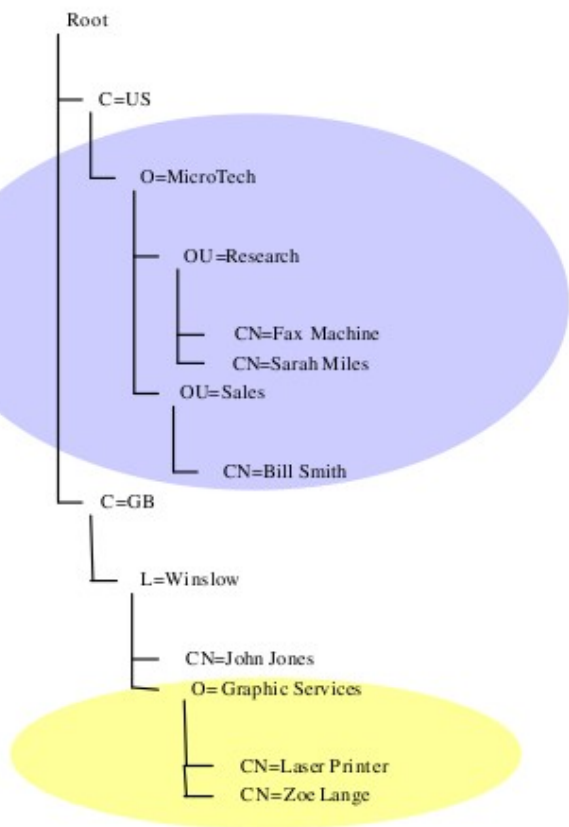 Root
C=US
O=MicroTech
OU=Research
CN=Fax Machine
CN=Sarah Miles
OU=Sales
CN=Bill Smith
C=GB
L=Winslow
CN=John Jones
O= Graphic Services
CN=Laser Printer
CN=Zoe Lange